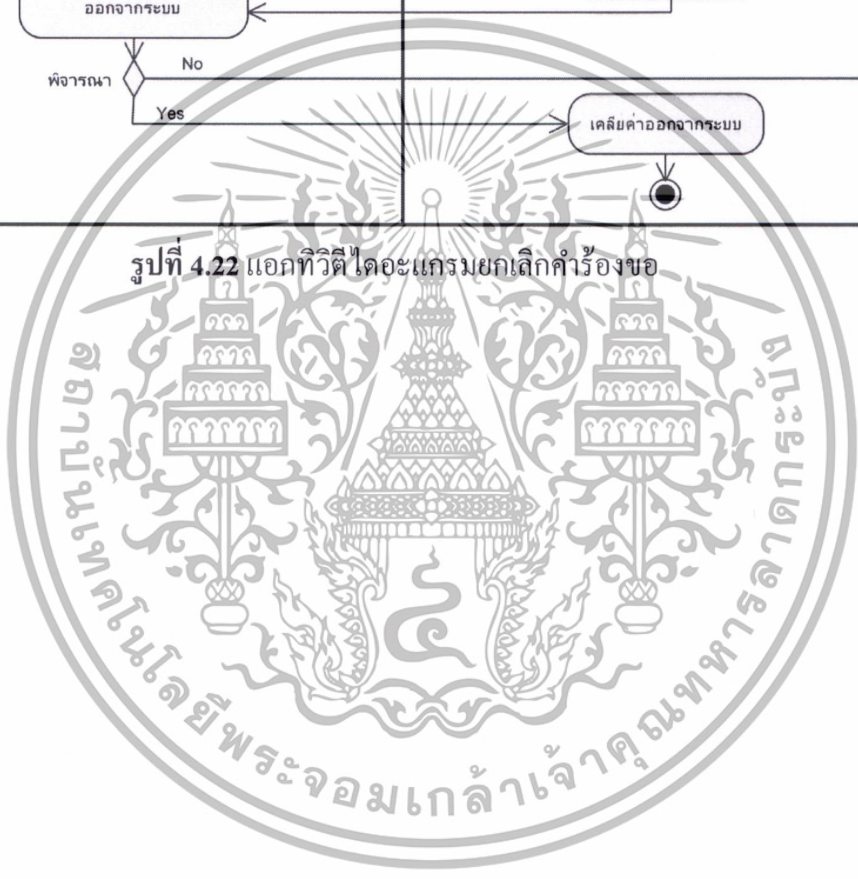 ออกจากระบบ
No
พิจารณา
Yes
เคลียค่าออกจากระบบ
รูปที่ 4.22 แอกทิวิตีไดอะแกรมยกเลิกคำร้องขอ
สถาบันเทคโนโลยีพระจอมเกล้าเจ้าคุณทหารลาดกระบัง